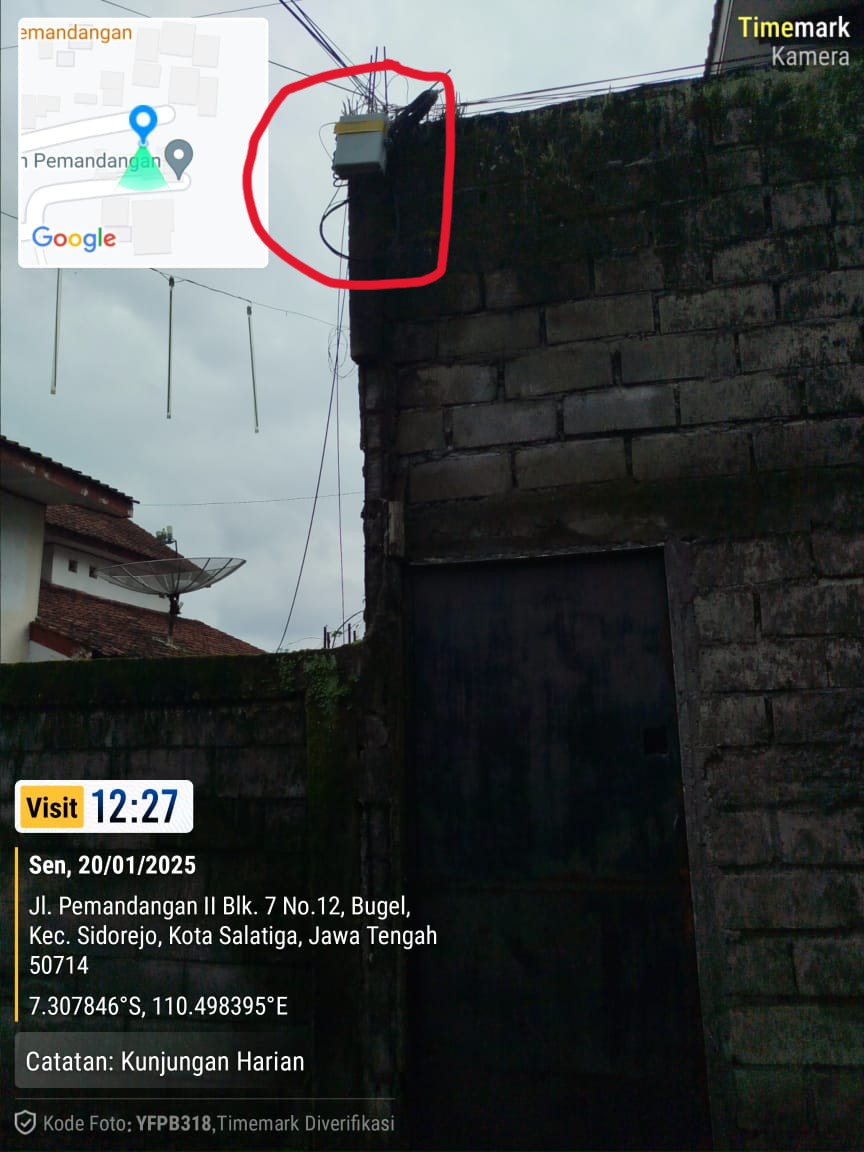 emandangan
Timemark
Kamera
n Pemandangan
Google
Visit 12:27
Sen, 20/01/2025
Jl. Pemandangan II Blk. 7 No.12, Bugel,
Kec. Sidorejo, Kota Salatiga, Jawa Tengah
50714
7.307846°S, 110.498395°E
Catatan: Kunjungan Harian
Kode Foto: YFPB318,Timemark Diverifikasi